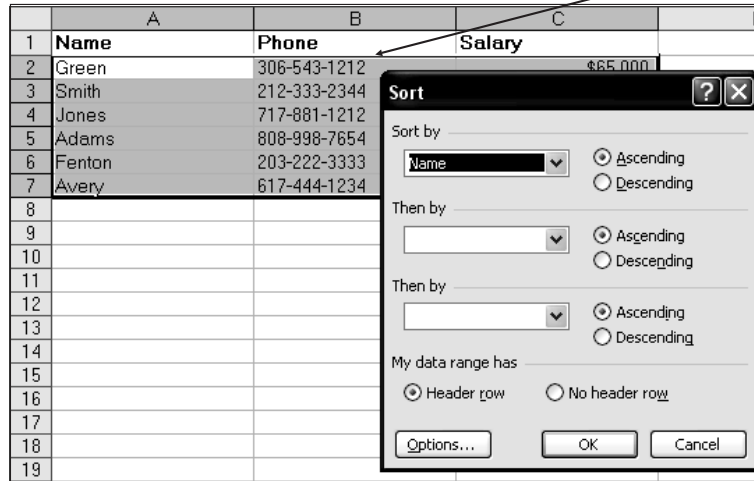 A B C
1 Name Phone Salary
2 Green 306-543-1212 $65,000
3 Smith 212-333-2344
4 Jones 717-881-1212
5 Adams 808-998-7654
6 Fenton 203-222-3333
7 Avery 617-444-1234
8
9
10
11
12
13
14
15
16
17
18
19
Sort
Sort by
Name Ascending
Descending
Then by
Ascending
Descending
Then by
Ascending
Descending
My data range has
Header row No header row
Options... OK Cancel